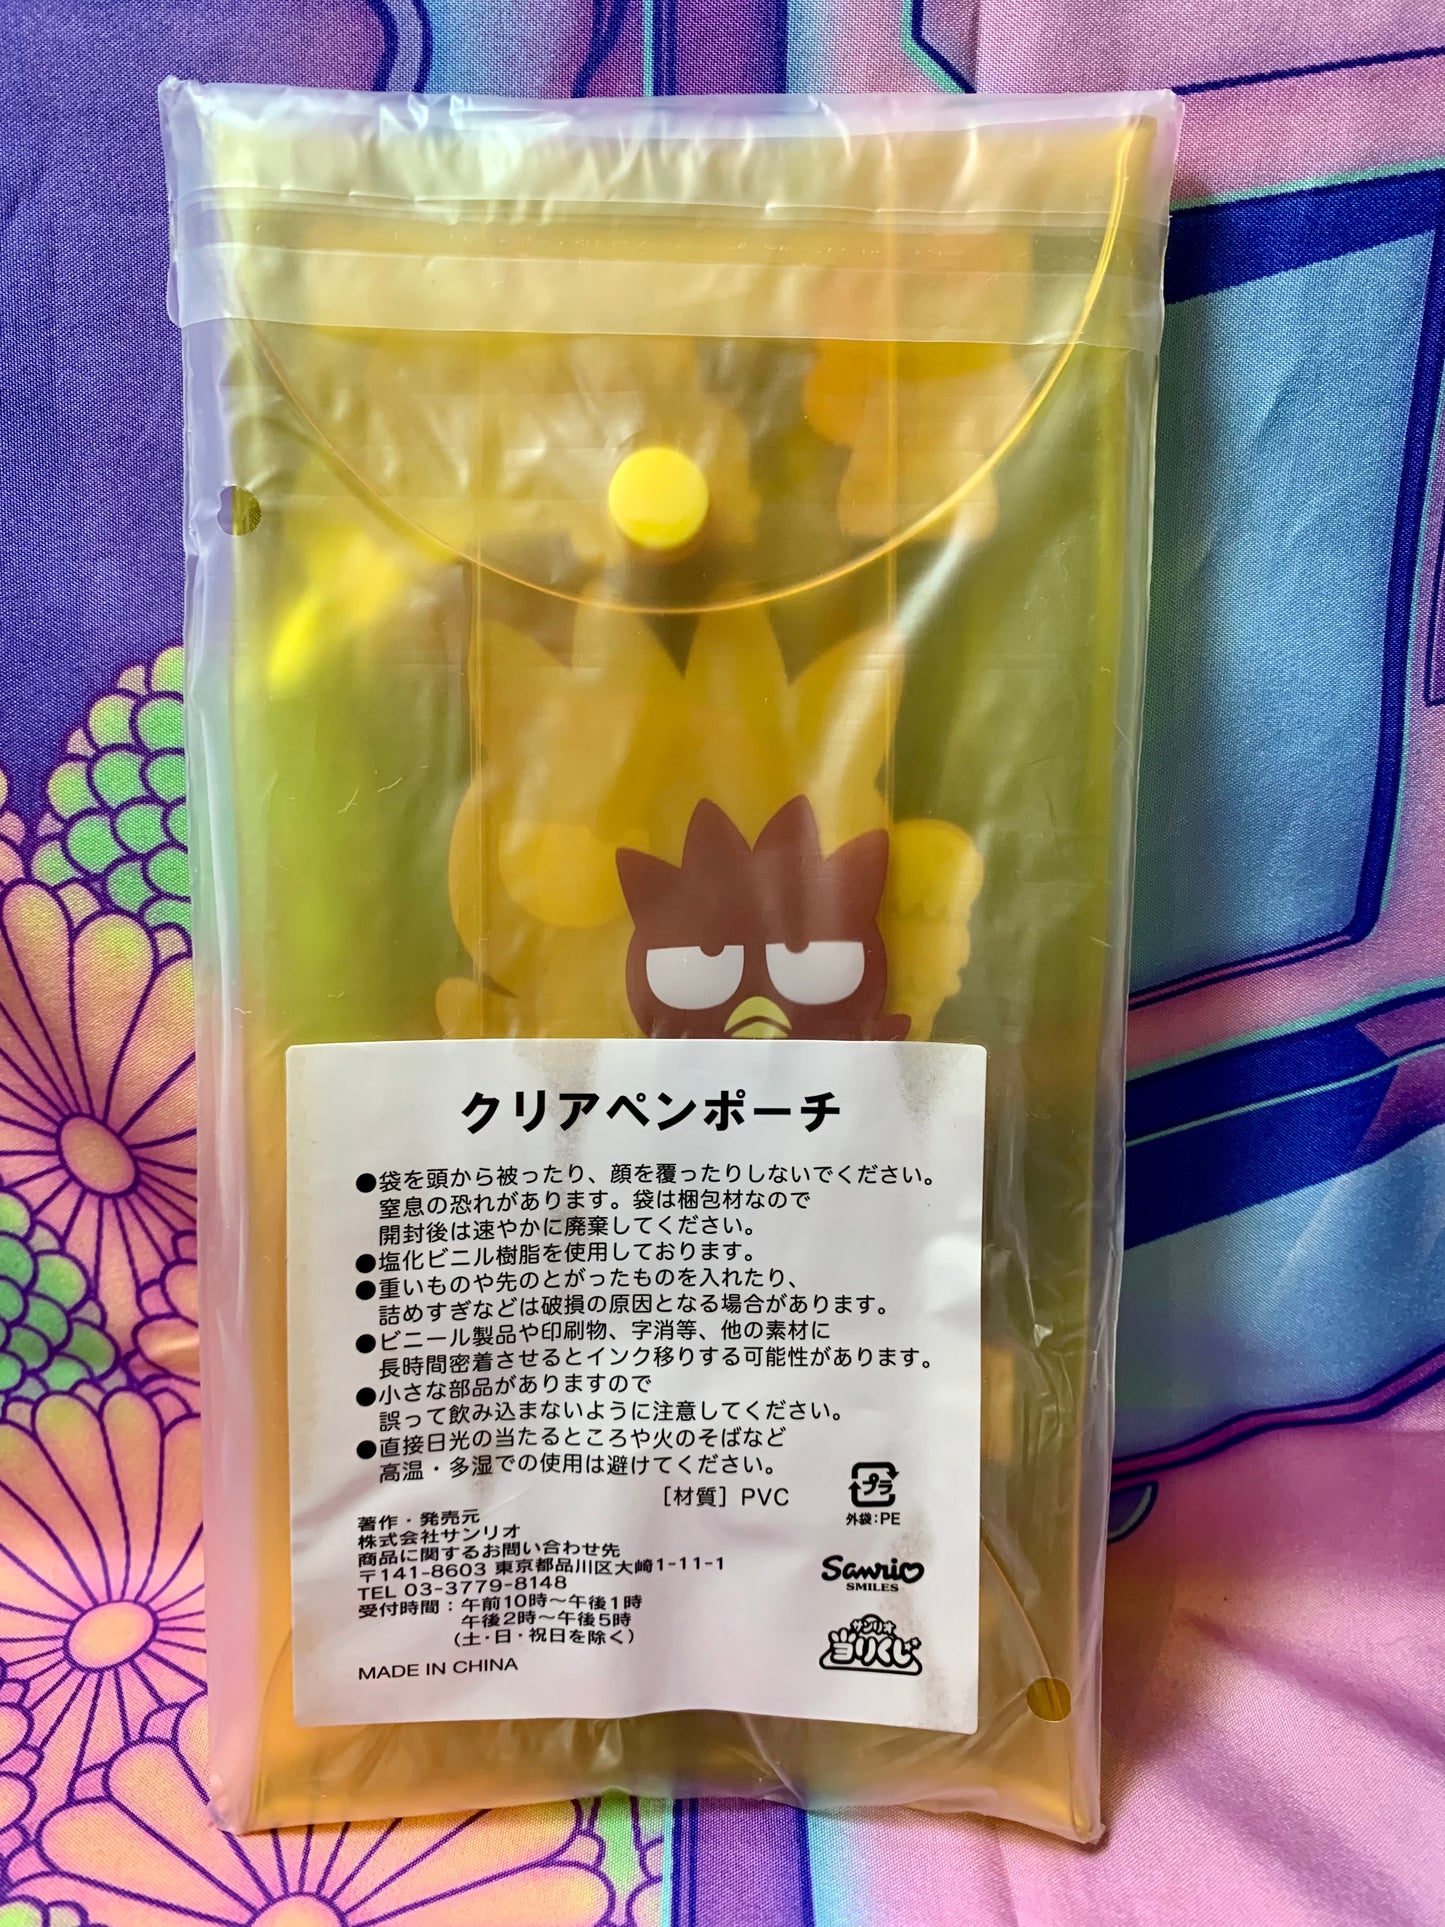 クリアペンポーチ
●袋を頭から被ったり、顔を覆ったりしないでください。
窒息の恐れがあります。袋は梱包材なので
開封後は速やかに廃棄してください。
●塩化ビニル樹脂を使用しております。
●重いものや先のとがったものを入れたり、
詰めすぎなどは破損の原因となる場合があります。
●ビニール製品や印刷物、字消等、他の素材に
長時間密着させるとインク移りする可能性があります。
●小さな部品がありますので
誤って飲み込まないように注意してください。
●直接日光の当たるところや火のそばなど
高温・多湿での使用は避けてください。
［材質］PVC
プラ
外袋:PE
著作・発売元
株式会社サンリオ
商品に関するお問い合わせ先
〒141-8603 東京都品川区大崎1-11-1
TEL 03-3779-8148
受付時間：午前10時〜午後1時
午後2時〜午後5時
（土・日・祝日を除く）
MADE IN CHINA
Sanrio
SMILES
サンリオ
当りくじ